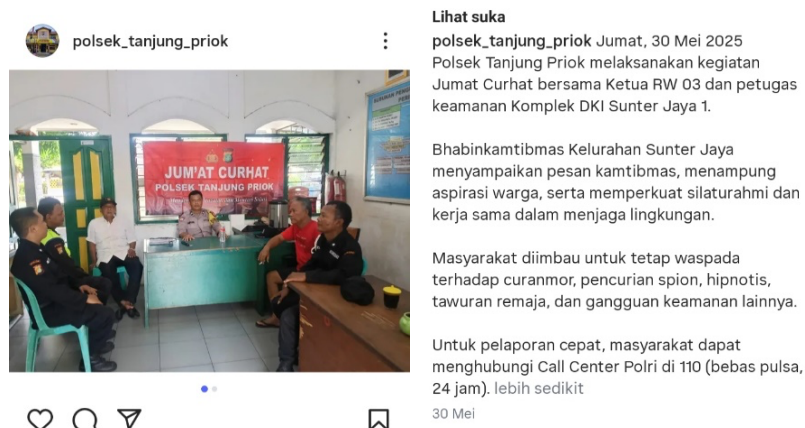 polsek_tanjung_priok
JUM'AT CURHAT
POLSEK TANJUNG PRIOK
Lihat suka
polsek_tanjung_priok Jumat, 30 Mei 2025
Polsek Tanjung Priok melaksanakan kegiatan
Jumat Curhat bersama Ketua RW 03 dan petugas
keamanan Komplek DKI Sunter Jaya 1.
Bhabinkamtibmas Kelurahan Sunter Jaya
menyampaikan pesan kamtibmas, menampung
aspirasi warga, serta memperkuat silaturahmi dan
kerja sama dalam menjaga lingkungan.
Masyarakat diimbau untuk tetap waspada
terhadap curanmor, pencurian spion, hipnotis,
tawuran remaja, dan gangguan keamanan lainnya.
Untuk pelaporan cepat, masyarakat dapat
menghubungi Call Center Polri di 110 (bebas pulsa,
24 jam). lebih sedikit
30 Mei